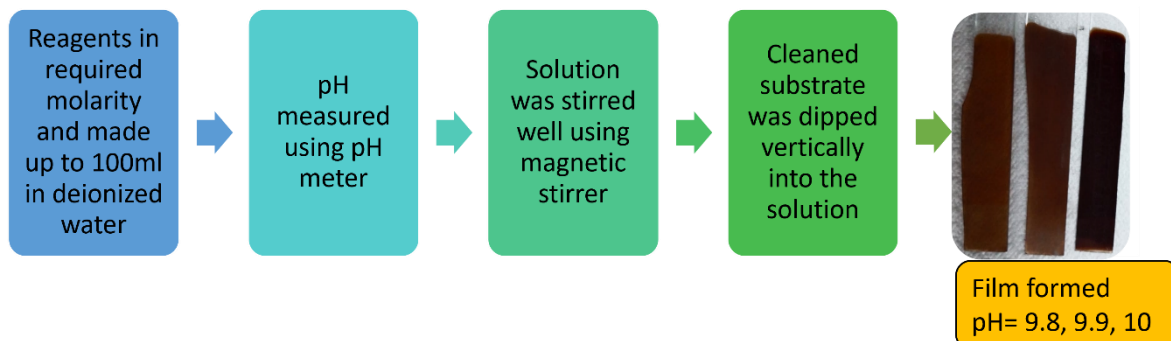 Reagents in
required
molarity
and made
up to 100ml
in deionized
water
pH
measured
using pH
meter
Solution
was stirred
well using
magnetic
stirrer
Cleaned
substrate
was dipped
vertically
into the
solution
Film formed
pH= 9.8, 9.9, 10